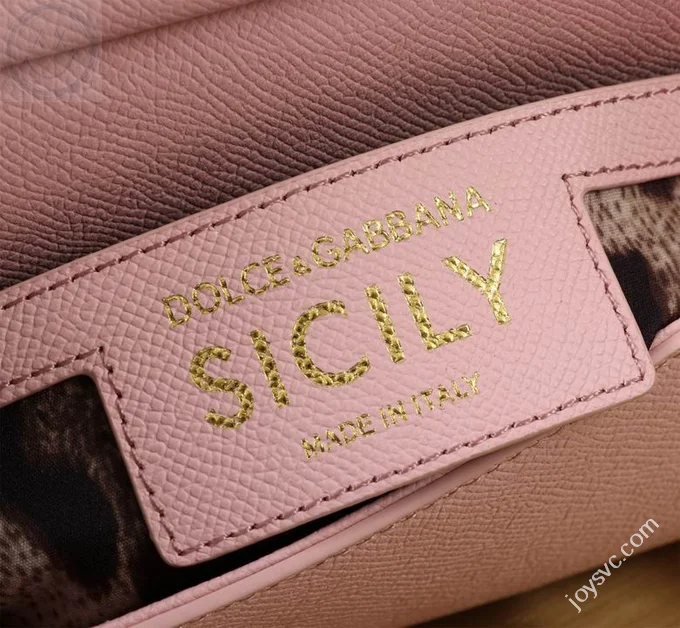 DOLCE & GABBANA
SICILY
MADE IN ITALY
joysvc.com